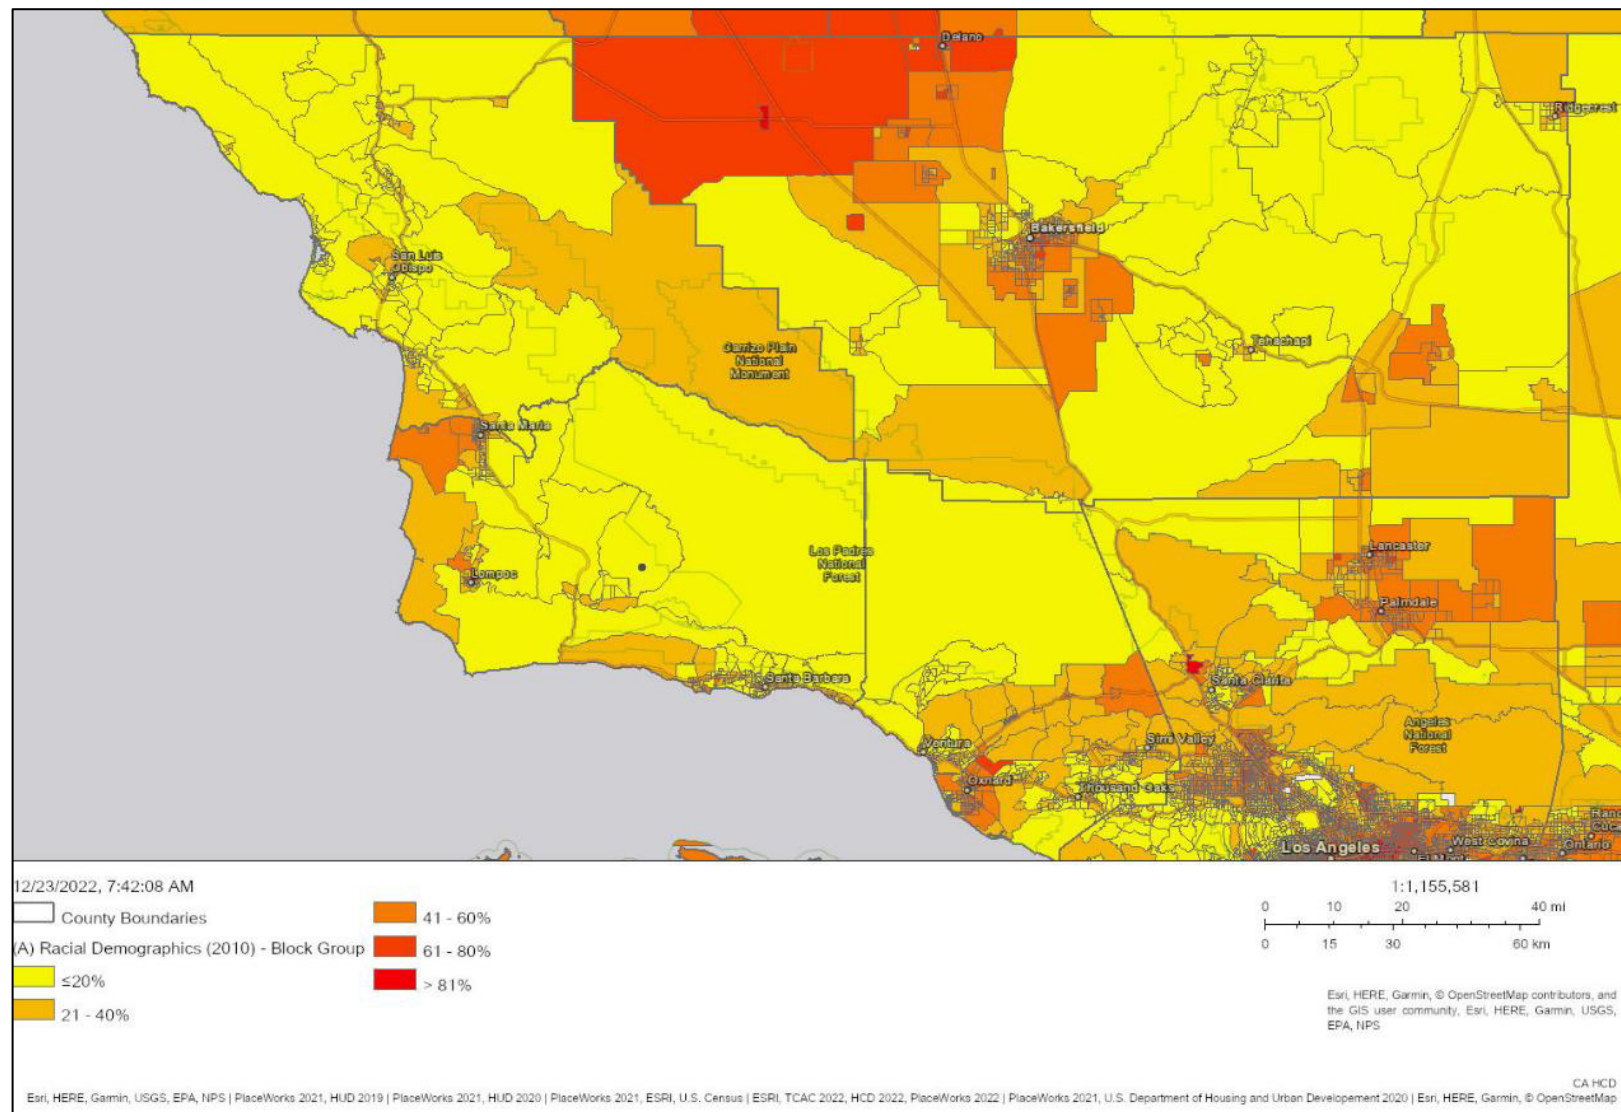 Delano
Ridgecrest
Bakersfield
San Luis
Obispo
Tehachapi
Carrizo Plain
National
Monument
Santa Maria
Los Padres
National
Forest
Lancaster
Lompoc
Palmdale
Santa Barbara
Santa Clarita
Angeles
National
Forest
Ventura
Simi Valley
Oxnard
Thousand Oaks
Los Angeles
West Covina
Ontario
12/23/2022, 7:42:08 AM
County Boundaries
(A) Racial Demographics (2010) - Block Group
≤20%
21 - 40%
41 - 60%
61 - 80%
> 81%
1:1,155,581
0 10 20 40 mi
0 15 30 60 km
Esri, HERE, Garmin, © OpenStreetMap contributors, and
the GIS user community, Esri, HERE, Garmin, USGS,
EPA, NPS
CA HCD
Esri, HERE, Garmin, USGS, EPA, NPS | PlaceWorks 2021, HUD 2019 | PlaceWorks 2021, HUD 2020 | PlaceWorks 2021, ESRI, U.S. Census | ESRI, TCAC 2022, HCD 2022, PlaceWorks 2022 | PlaceWorks 2021, U.S. Department of Housing and Urban Developement 2020 | Esri, HERE, Garmin, © OpenStreetMap